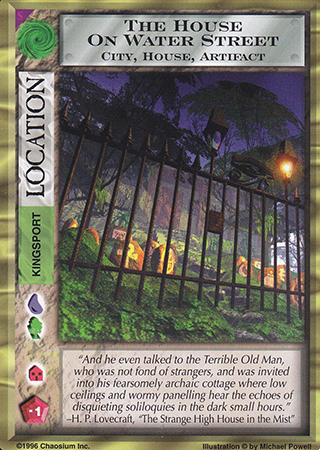 The House
On Water Street
City, House, Artifact
LOCATION
KINGSPORT
-1
"And he even talked to the Terrible Old Man,
who was not fond of strangers, and was invited
into his fearsomely archaic cottage where low
ceilings and wormy panelling hear the echoes of
disquieting soliloquies in the dark small hours."
–H. P. Lovecraft, "The Strange High House in the Mist"
©1996 Chaosium Inc.
Illustration © by Michael Powell